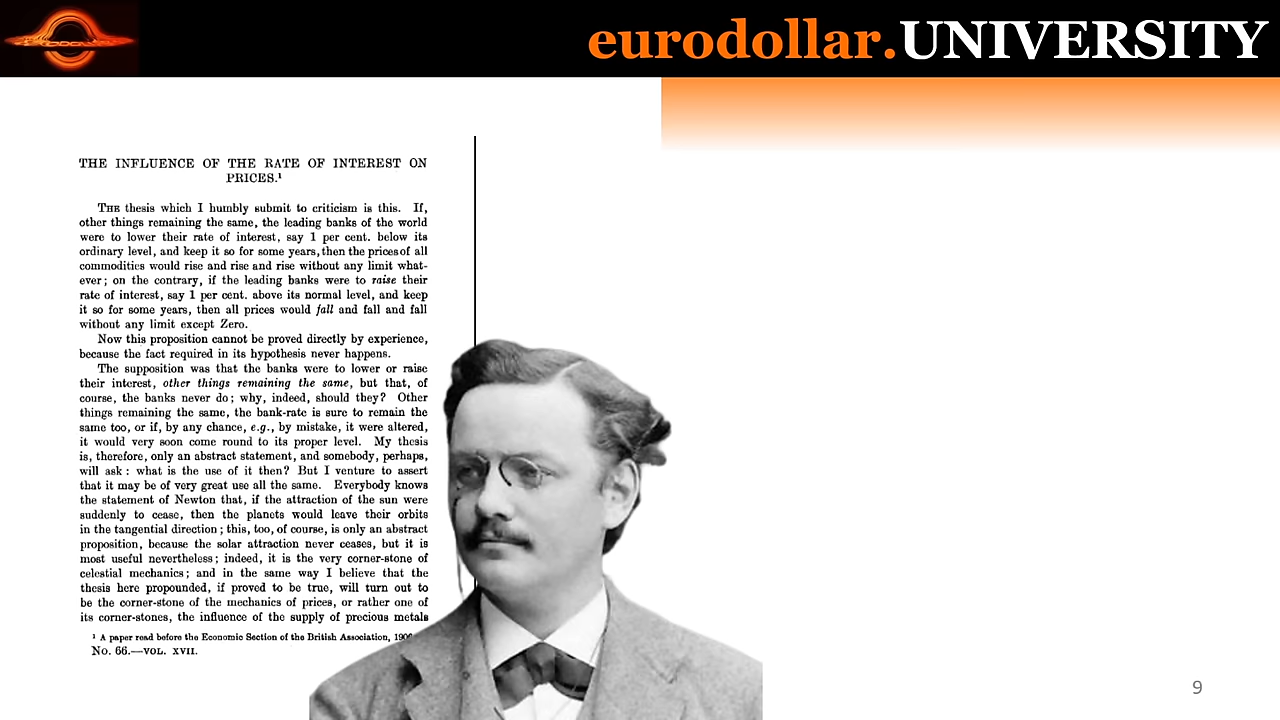 eurodollar.UNIVERSITY
THE INFLUENCE OF THE RATE OF INTEREST ON
PRICES.¹
THE thesis which I humbly submit to criticism is this. If,
other things remaining the same, the leading banks of the world
were to lower their rate of interest, say 1 per cent. below its
ordinary level, and keep it so for some years, then the prices of all
commodities would rise and rise and rise without any limit what-
ever; on the contrary, if the leading banks were to raise their
rate of interest, say 1 per cent. above its normal level, and keep
it so for some years, then all prices would fall and fall and fall
without any limit except Zero.
Now this proposition cannot be proved directly by experience,
because the fact required in its hypothesis never happens.
The supposition was that the banks were to lower or raise
their interest, other things remaining the same, but that, of
course, the banks never do; why, indeed, should they? Other
things remaining the same, the bank-rate is sure to remain the
same too, or if, by any chance, e.g., by mistake, it were altered,
it would very soon come round to its proper level. My thesis
is, therefore, only an abstract statement, and somebody, perhaps,
will ask: what is the use of it then? But I venture to assert
that it may be of very great use all the same. Everybody knows
the statement of Newton that, if the attraction of the sun were
suddenly to cease, then the planets would leave their orbits
in the tangential direction; this, too, of course, is only an abstract
proposition, because the solar attraction never ceases, but it is
most useful nevertheless; indeed, it is the very corner-stone of
celestial mechanics; and in the same way I believe that the
thesis here propounded, if proved to be true, will turn out to
be the corner-stone of the mechanics of prices, or rather one of
its corner-stones, the influence of the supply of precious metals
¹ A paper read before the Economic Section of the British Association,
No. 66.—VOL. XVII.
9